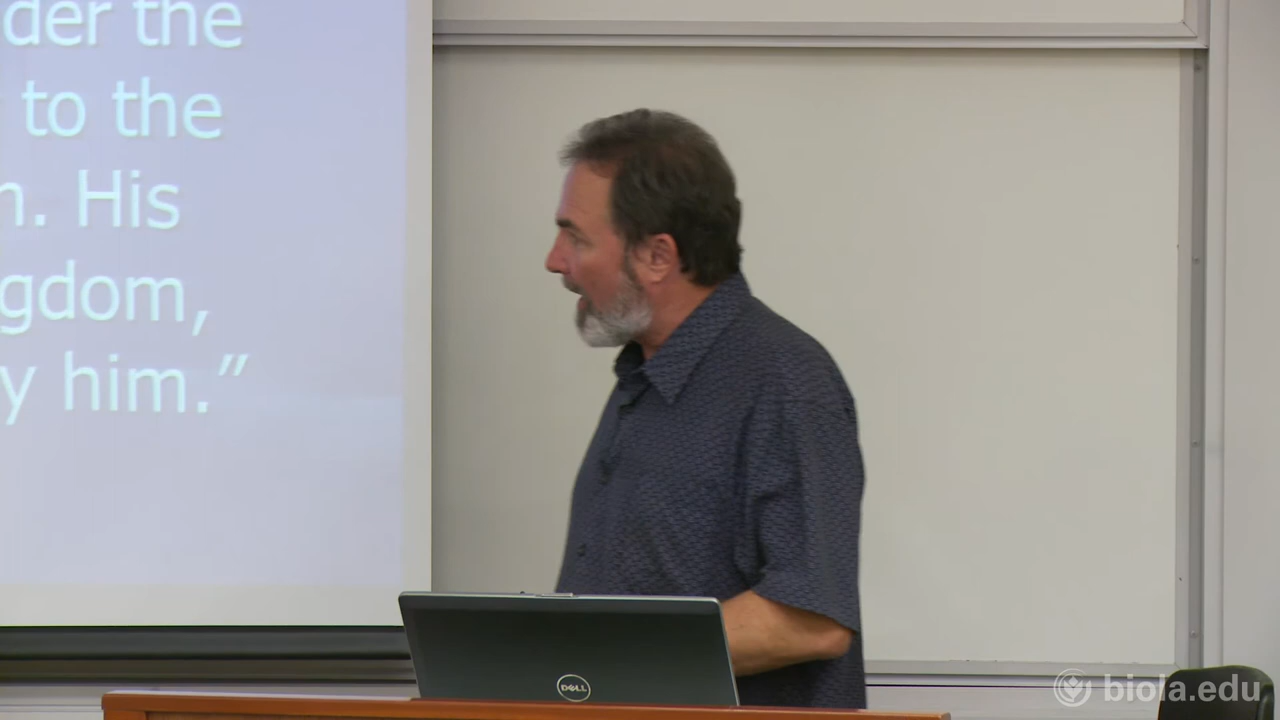 der the
to the
n. His
gdom,
y him.”
DELL
biola.edu